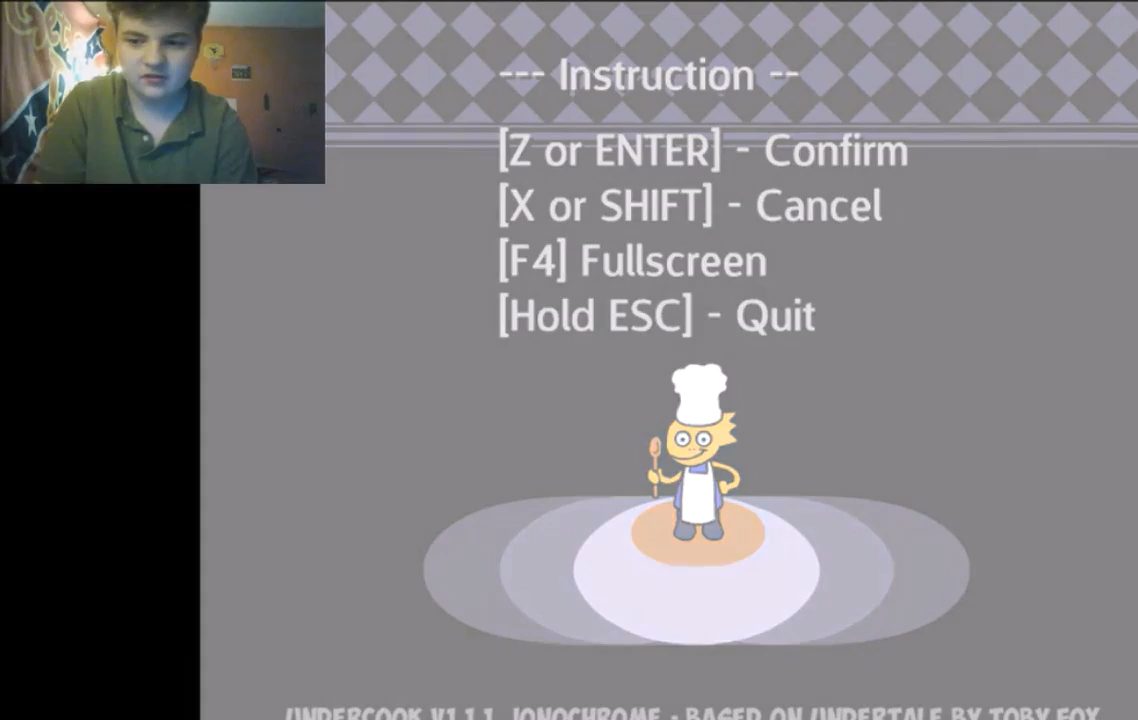 --- Instruction --
[Z or ENTER] - Confirm
[X or SHIFT] - Cancel
[F4] Fullscreen
[Hold ESC] - Quit
UNDERCOOK V1.1.1, JONOCHROME - BASED ON UNDERTALE BY TOBY FOX